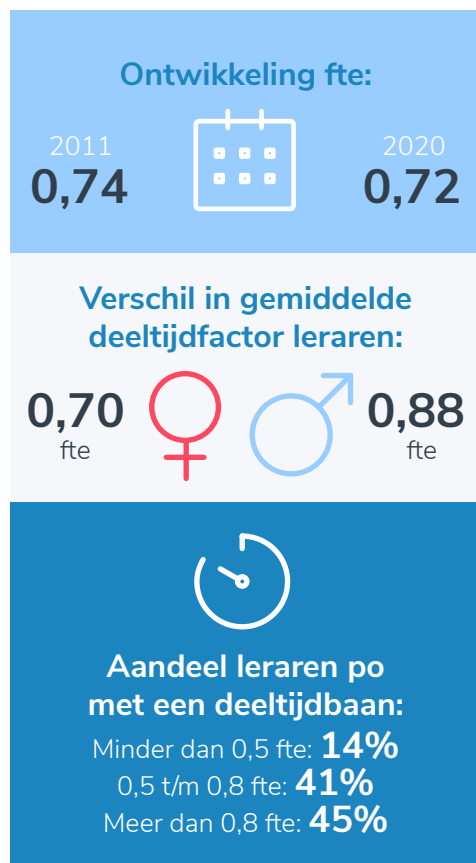 Ontwikkeling fte:
2011
0,74
2020
0,72
Verschil in gemiddelde
deeltijdfactor leraren:
0,70
fte
0,88
fte
Aandeel leraren po
met een deeltijdbaan:
Minder dan 0,5 fte: 14%
0,5 t/m 0,8 fte: 41%
Meer dan 0,8 fte: 45%